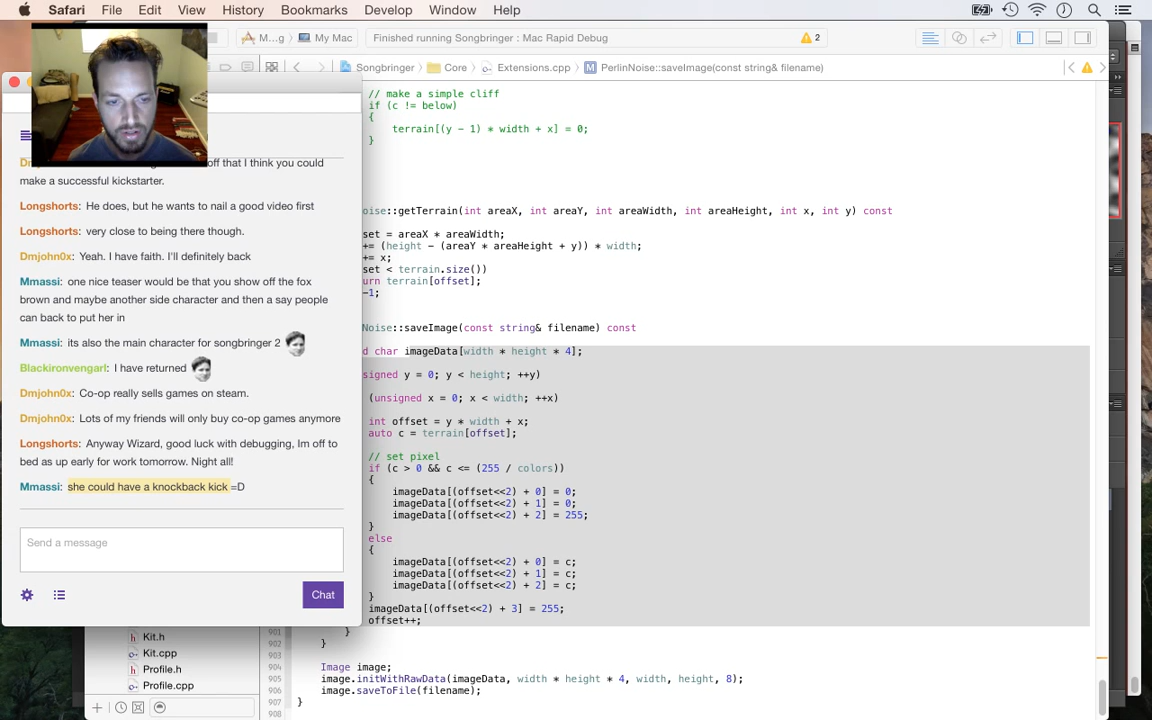 Safari File Edit View History Bookmarks Develop Window Help
M...g My Mac Finished running Songbringer : Mac Rapid Debug 2
Songbringer Core Extensions.cpp M PerlinNoise::saveImage(const string& filename)
off that I think you could
make a successful kickstarter.
Longshorts: He does, but he wants to nail a good video first
Longshorts: very close to being there though.
Dmjohn0x: Yeah. I have faith. I'll definitely back
Mmassi: one nice teaser would be that you show off the fox
brown and maybe another side character and then a say people
can back to put her in
Mmassi: its also the main character for songbringer 2
Blackironvengarl: I have returned
Dmjohn0x: Co-op really sells games on steam.
Dmjohn0x: Lots of my friends will only buy co-op games anymore
Longshorts: Anyway Wizard, good luck with debugging, Im off to
bed as up early for work tomorrow. Night all!
Mmassi: she could have a knockback kick =D
Send a message
Chat
// make a simple cliff
if (c != below)
{
terrain[(y - 1) * width + x] = 0;
}
oise::getTerrain(int areaX, int areaY, int areaWidth, int areaHeight, int x, int y) const
set = areaX * areaWidth;
+= (height - (areaY * areaHeight + y)) * width;
+= x;
set < terrain.size())
urn terrain[offset];
-1;
Noise::saveImage(const string& filename) const
d char imageData[width * height * 4];
signed y = 0; y < height; ++y)
(unsigned x = 0; x < width; ++x)
int offset = y * width + x;
auto c = terrain[offset];
// set pixel
if (c > 0 && c <= (255 / colors))
{
imageData[(offset<<2) + 0] = 0;
imageData[(offset<<2) + 1] = 0;
imageData[(offset<<2) + 2] = 255;
}
else
{
imageData[(offset<<2) + 0] = c;
imageData[(offset<<2) + 1] = c;
imageData[(offset<<2) + 2] = c;
}
imageData[(offset<<2) + 3] = 255;
offset++;
901 }
902 }
903
904 Image image;
905 image.initWithRawData(imageData, width * height * 4, width, height, 8);
906 image.saveToFile(filename);
907 }
908
h Kit.h
Kit.cpp
h Profile.h
Profile.cpp